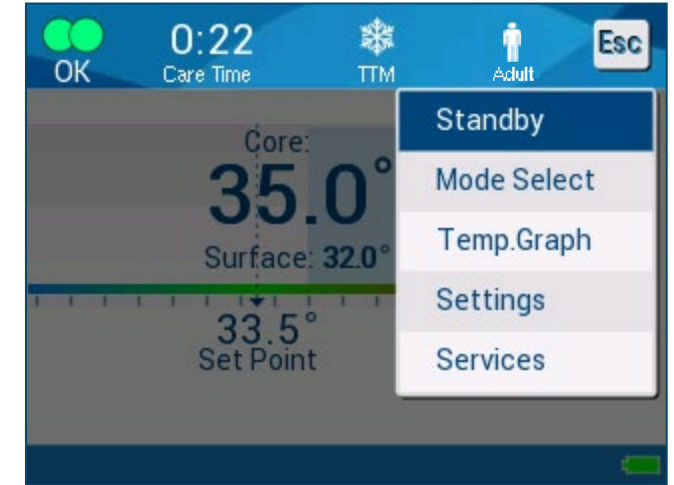 OK
0:22
Care Time
TTM
Adult
Esc
Core:
35.0°
Surface: 32.0°
33.5°
Set Point
Standby
Mode Select
Temp.Graph
Settings
Services